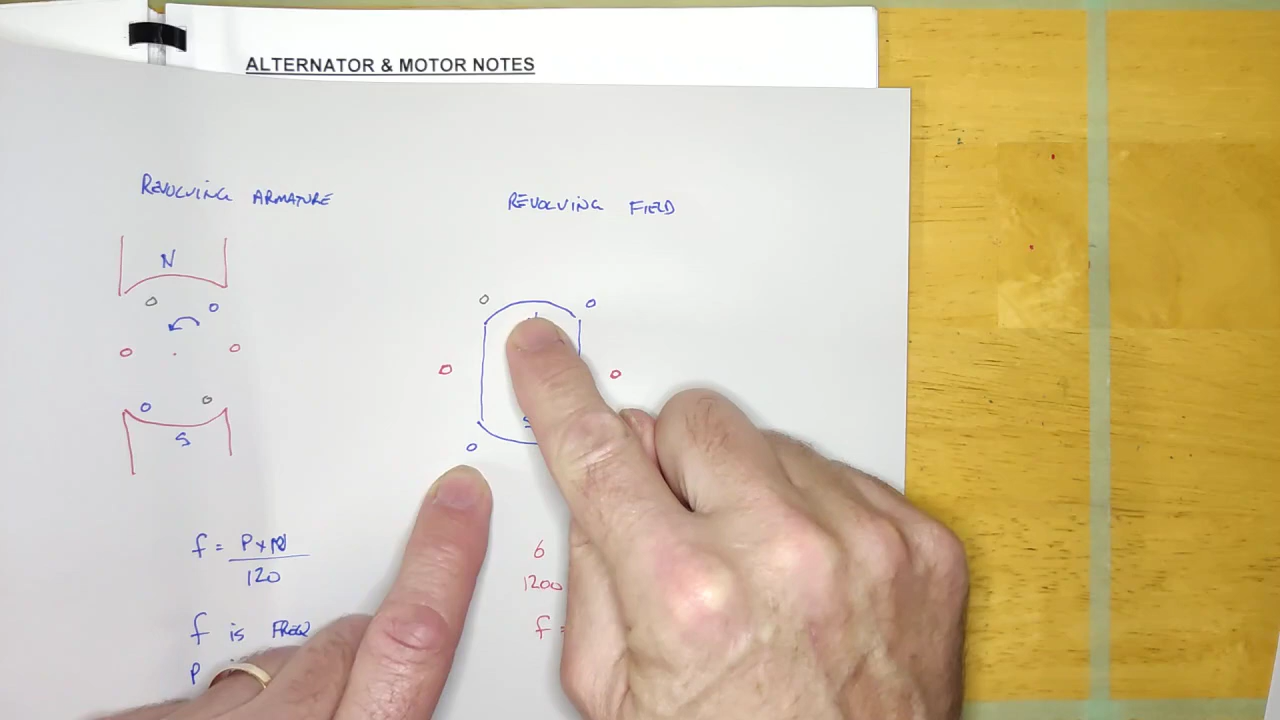 ALTERNATOR & MOTOR NOTES
REVOLVING ARMATURE
REVOLVING FIELD
N
S
S
f = P x N
120
6
1200
f =
f is FREQ
P